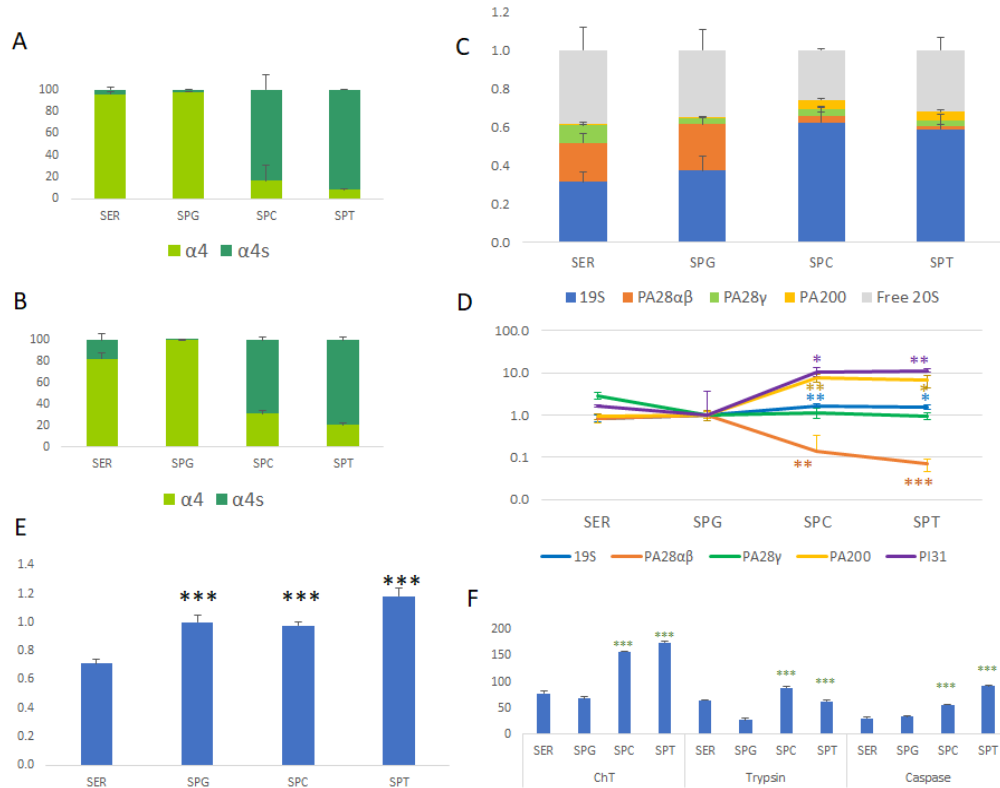 A
100
80
60
40
20
0
SER SPG SPC SPT
α4 α4s
B
100
80
60
40
20
0
SER SPG SPC SPT
α4 α4s
C
1.2
1.0
0.8
0.6
0.4
0.2
0.0
SER SPG SPC SPT
19S PA28αβ PA28γ PA200 Free 20S
D
100.0
10.0
1.0
0.1
0.0
* **
** *
** *
**
***
SER SPG SPC SPT
19S PA28αβ PA28γ PA200 PI31
E
1.4
1.2
1.0
0.8
0.6
0.4
0.2
0.0
*** *** ***
SER SPG SPC SPT
F
200
150
100
50
0
*** *** *** *** *** ***
SER SPG SPC SPT SER SPG SPC SPT SER SPG SPC SPT
ChT Trypsin Caspase